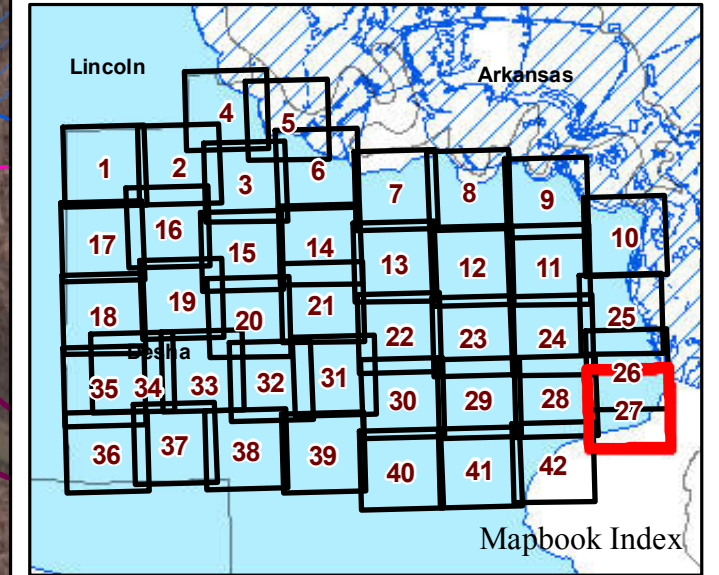 Lincoln
Arkansas
4
5
1 2 3 6
7 8 9
17 16 15 14 13 12 11 10
18 19 20 21 22 23 24 25
Desha
35 34 33 32 31 30 29 28 26
27
36 37 38 39 40 41 42
Mapbook Index